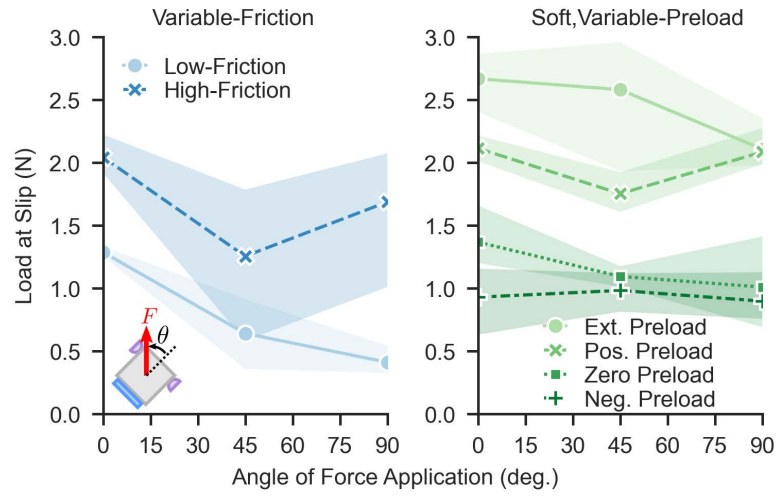 Variable-Friction
Soft,Variable-Preload
Load at Slip (N)
3.0
2.5
2.0
1.5
1.0
0.5
0.0
Low-Friction
High-Friction
F
θ
0 15 30 45 60 75 90
3.0
2.5
2.0
1.5
1.0
0.5
0.0
Ext. Preload
Pos. Preload
Zero Preload
Neg. Preload
0 15 30 45 60 75 90
Angle of Force Application (deg.)